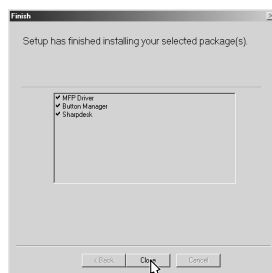 Finish
Setup has finished installing your selected package(s).
MFP Driver
Button Manager
Sharpdesk
< Back
Close
Cancel